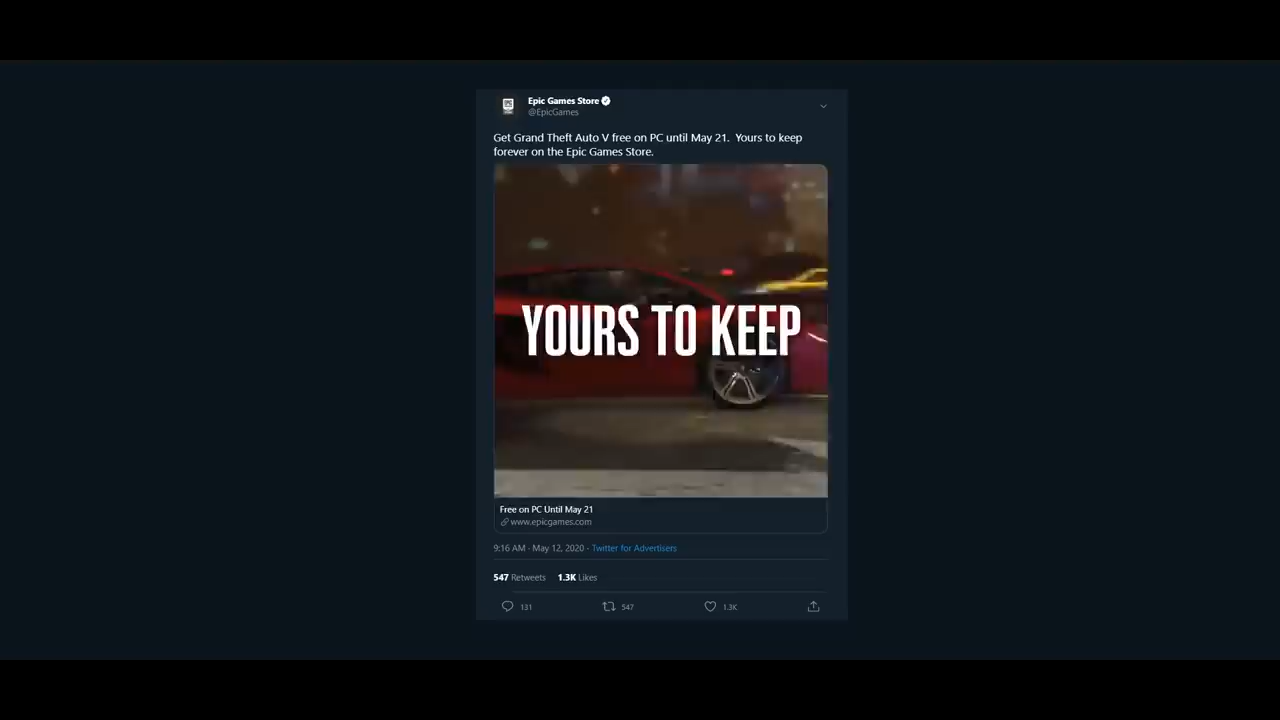 Epic Games Store
@EpicGames
Get Grand Theft Auto V free on PC until May 21.  Yours to keep
forever on the Epic Games Store.
YOURS TO KEEP
Free on PC Until May 21
www.epicgames.com
9:16 AM · May 12, 2020 · Twitter for Advertisers
547 Retweets 1.3K Likes
131 547 1.3K